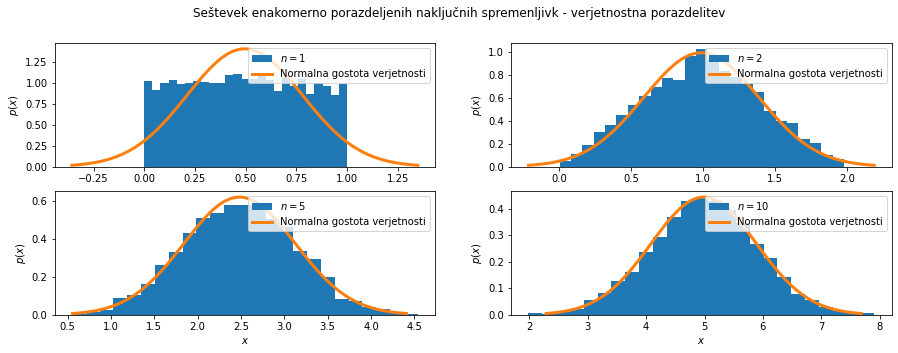 Seštevek enakomerno porazdeljenih naključnih spremenljivk - verjetnostna porazdelitev
p(x)
1.25
1.00
0.75
0.50
0.25
0.00
n = 1
Normalna gostota verjetnosti
−0.25 0.00 0.25 0.50 0.75 1.00 1.25
p(x)
1.0
0.8
0.6
0.4
0.2
0.0
n = 2
Normalna gostota verjetnosti
0.0 0.5 1.0 1.5 2.0
p(x)
0.6
0.4
0.2
0.0
n = 5
Normalna gostota verjetnosti
0.5 1.0 1.5 2.0 2.5 3.0 3.5 4.0 4.5
x
p(x)
0.4
0.3
0.2
0.1
0.0
n = 10
Normalna gostota verjetnosti
2 3 4 5 6 7 8
x